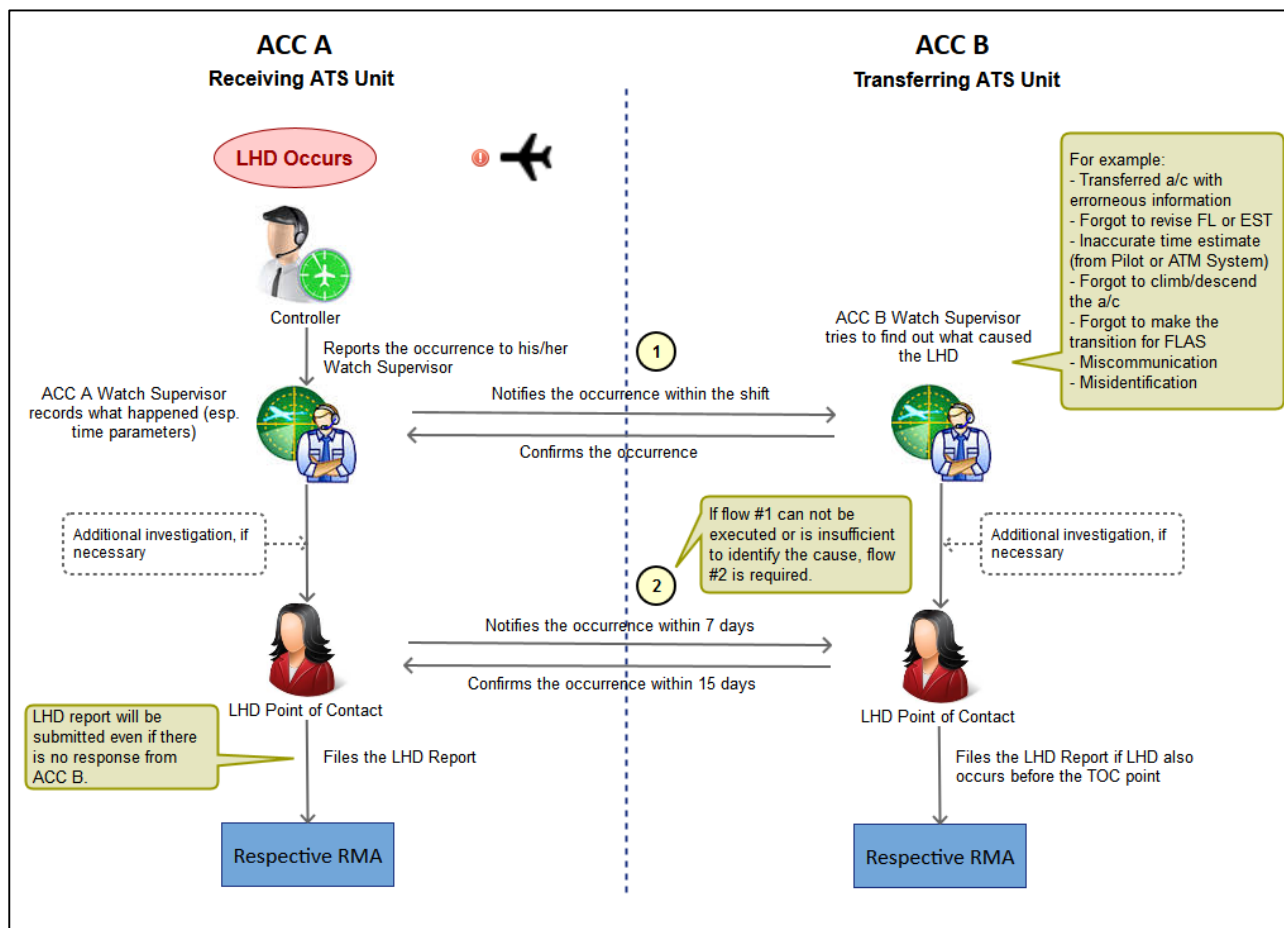 ACC A
Receiving ATS Unit
ACC B
Transferring ATS Unit
LHD Occurs
For example:
- Transferred a/c with
errorneous information
- Forgot to revise FL or EST
- Inaccurate time estimate
(from Pilot or ATM System)
- Forgot to climb/descend
the a/c
- Forgot to make the
transition for FLAS
- Miscommunication
- Misidentification
Controller
Reports the occurrence to his/her
Watch Supervisor
1
ACC B Watch Supervisor
tries to find out what caused
the LHD
ACC A Watch Supervisor
records what happened (esp.
time parameters)
Notifies the occurrence within the shift
Confirms the occurrence
Additional investigation, if
necessary
If flow #1 can not be
executed or is insufficient
to identify the cause, flow
#2 is required.
Additional investigation, if
necessary
2
Notifies the occurrence within 7 days
Confirms the occurrence within 15 days
LHD Point of Contact
LHD Point of Contact
LHD report will be
submitted even if there
is no response from
ACC B.
Files the LHD Report
Files the LHD Report if LHD also
occurs before the TOC point
Respective RMA
Respective RMA